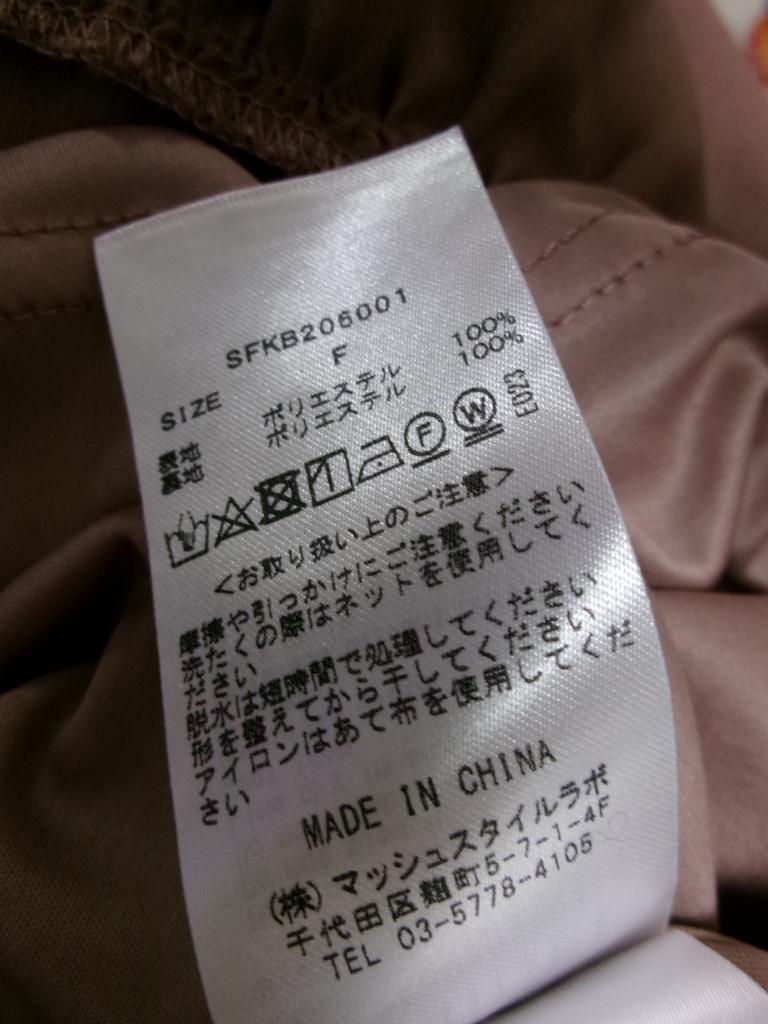 SFKB206001
SIZE F
表地 ポリエステル 100%
裏地 ポリエステル 100%
F W
<お取り扱い上のご注意>
摩擦や引っかけにご注意ください
洗たくの際はネットを使用してく
ださい
脱水は短時間で処理してください
形を整えてから干してください
アイロンはあて布を使用してくだ
さい
MADE IN CHINA
(株)マッシュスタイルラボ
千代田区麹町5-7-1-4F
TEL 03-5778-4105